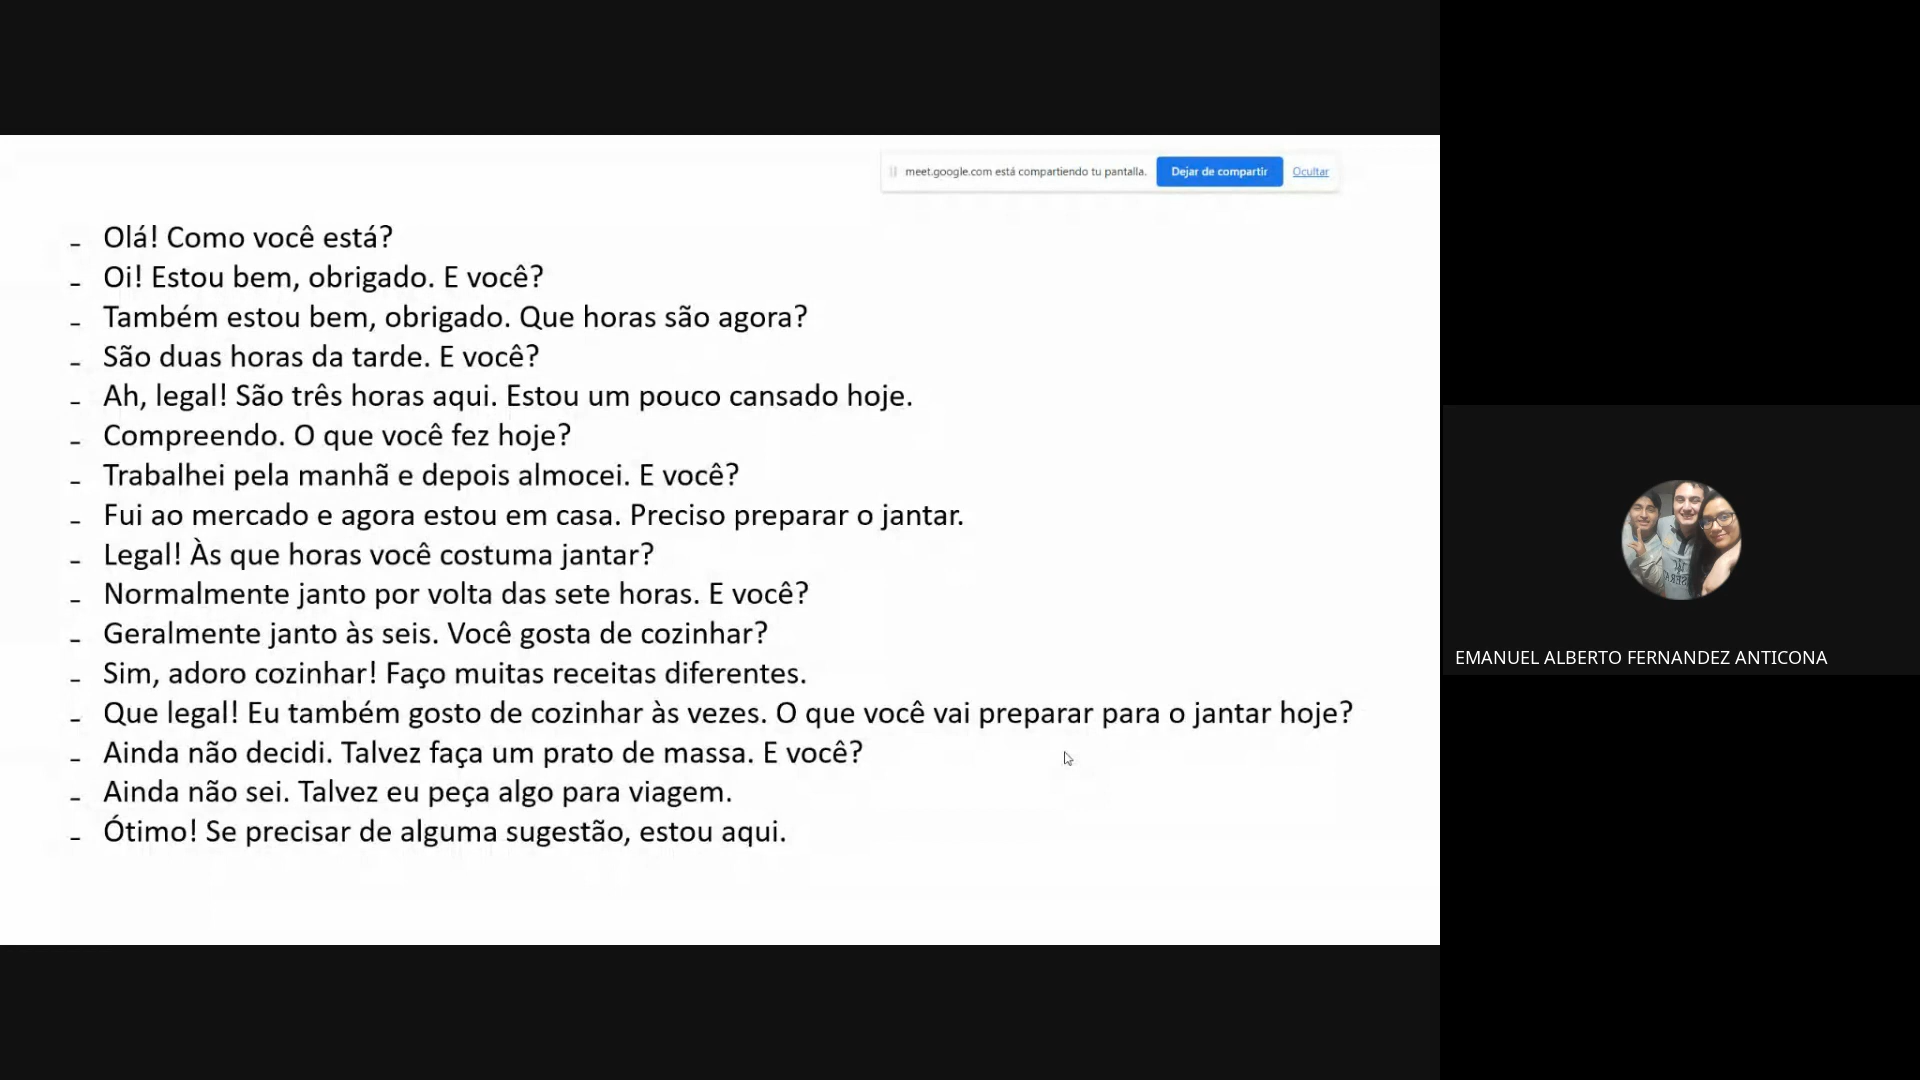 meet.google.com está compartiendo tu pantalla. Dejar de compartir Ocultar
- Olá! Como você está?
- Oi! Estou bem, obrigado. E você?
- Também estou bem, obrigado. Que horas são agora?
- São duas horas da tarde. E você?
- Ah, legal! São três horas aqui. Estou um pouco cansado hoje.
- Compreendo. O que você fez hoje?
- Trabalhei pela manhã e depois almocei. E você?
- Fui ao mercado e agora estou em casa. Preciso preparar o jantar.
- Legal! Às que horas você costuma jantar?
- Normalmente janto por volta das sete horas. E você?
- Geralmente janto às seis. Você gosta de cozinhar?
- Sim, adoro cozinhar! Faço muitas receitas diferentes.
- Que legal! Eu também gosto de cozinhar às vezes. O que você vai preparar para o jantar hoje?
- Ainda não decidi. Talvez faça um prato de massa. E você?
- Ainda não sei. Talvez eu peça algo para viagem.
- Ótimo! Se precisar de alguma sugestão, estou aqui.
EMANUEL ALBERTO FERNANDEZ ANTICONA